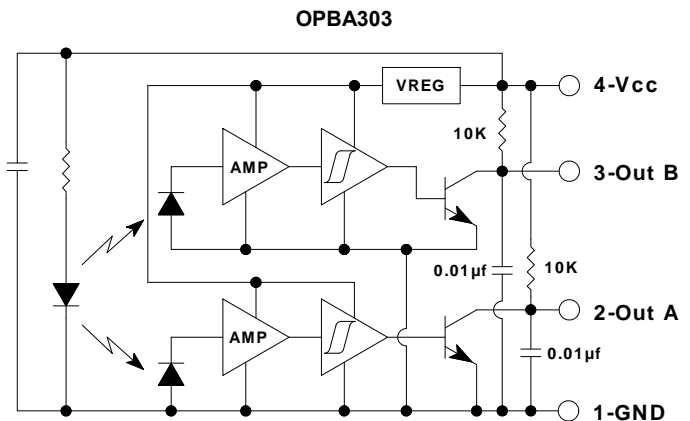 OPBA303
VREG
4-Vcc
10K
AMP
3-Out B
0.01µf
10K
AMP
2-Out A
0.01µf
1-GND